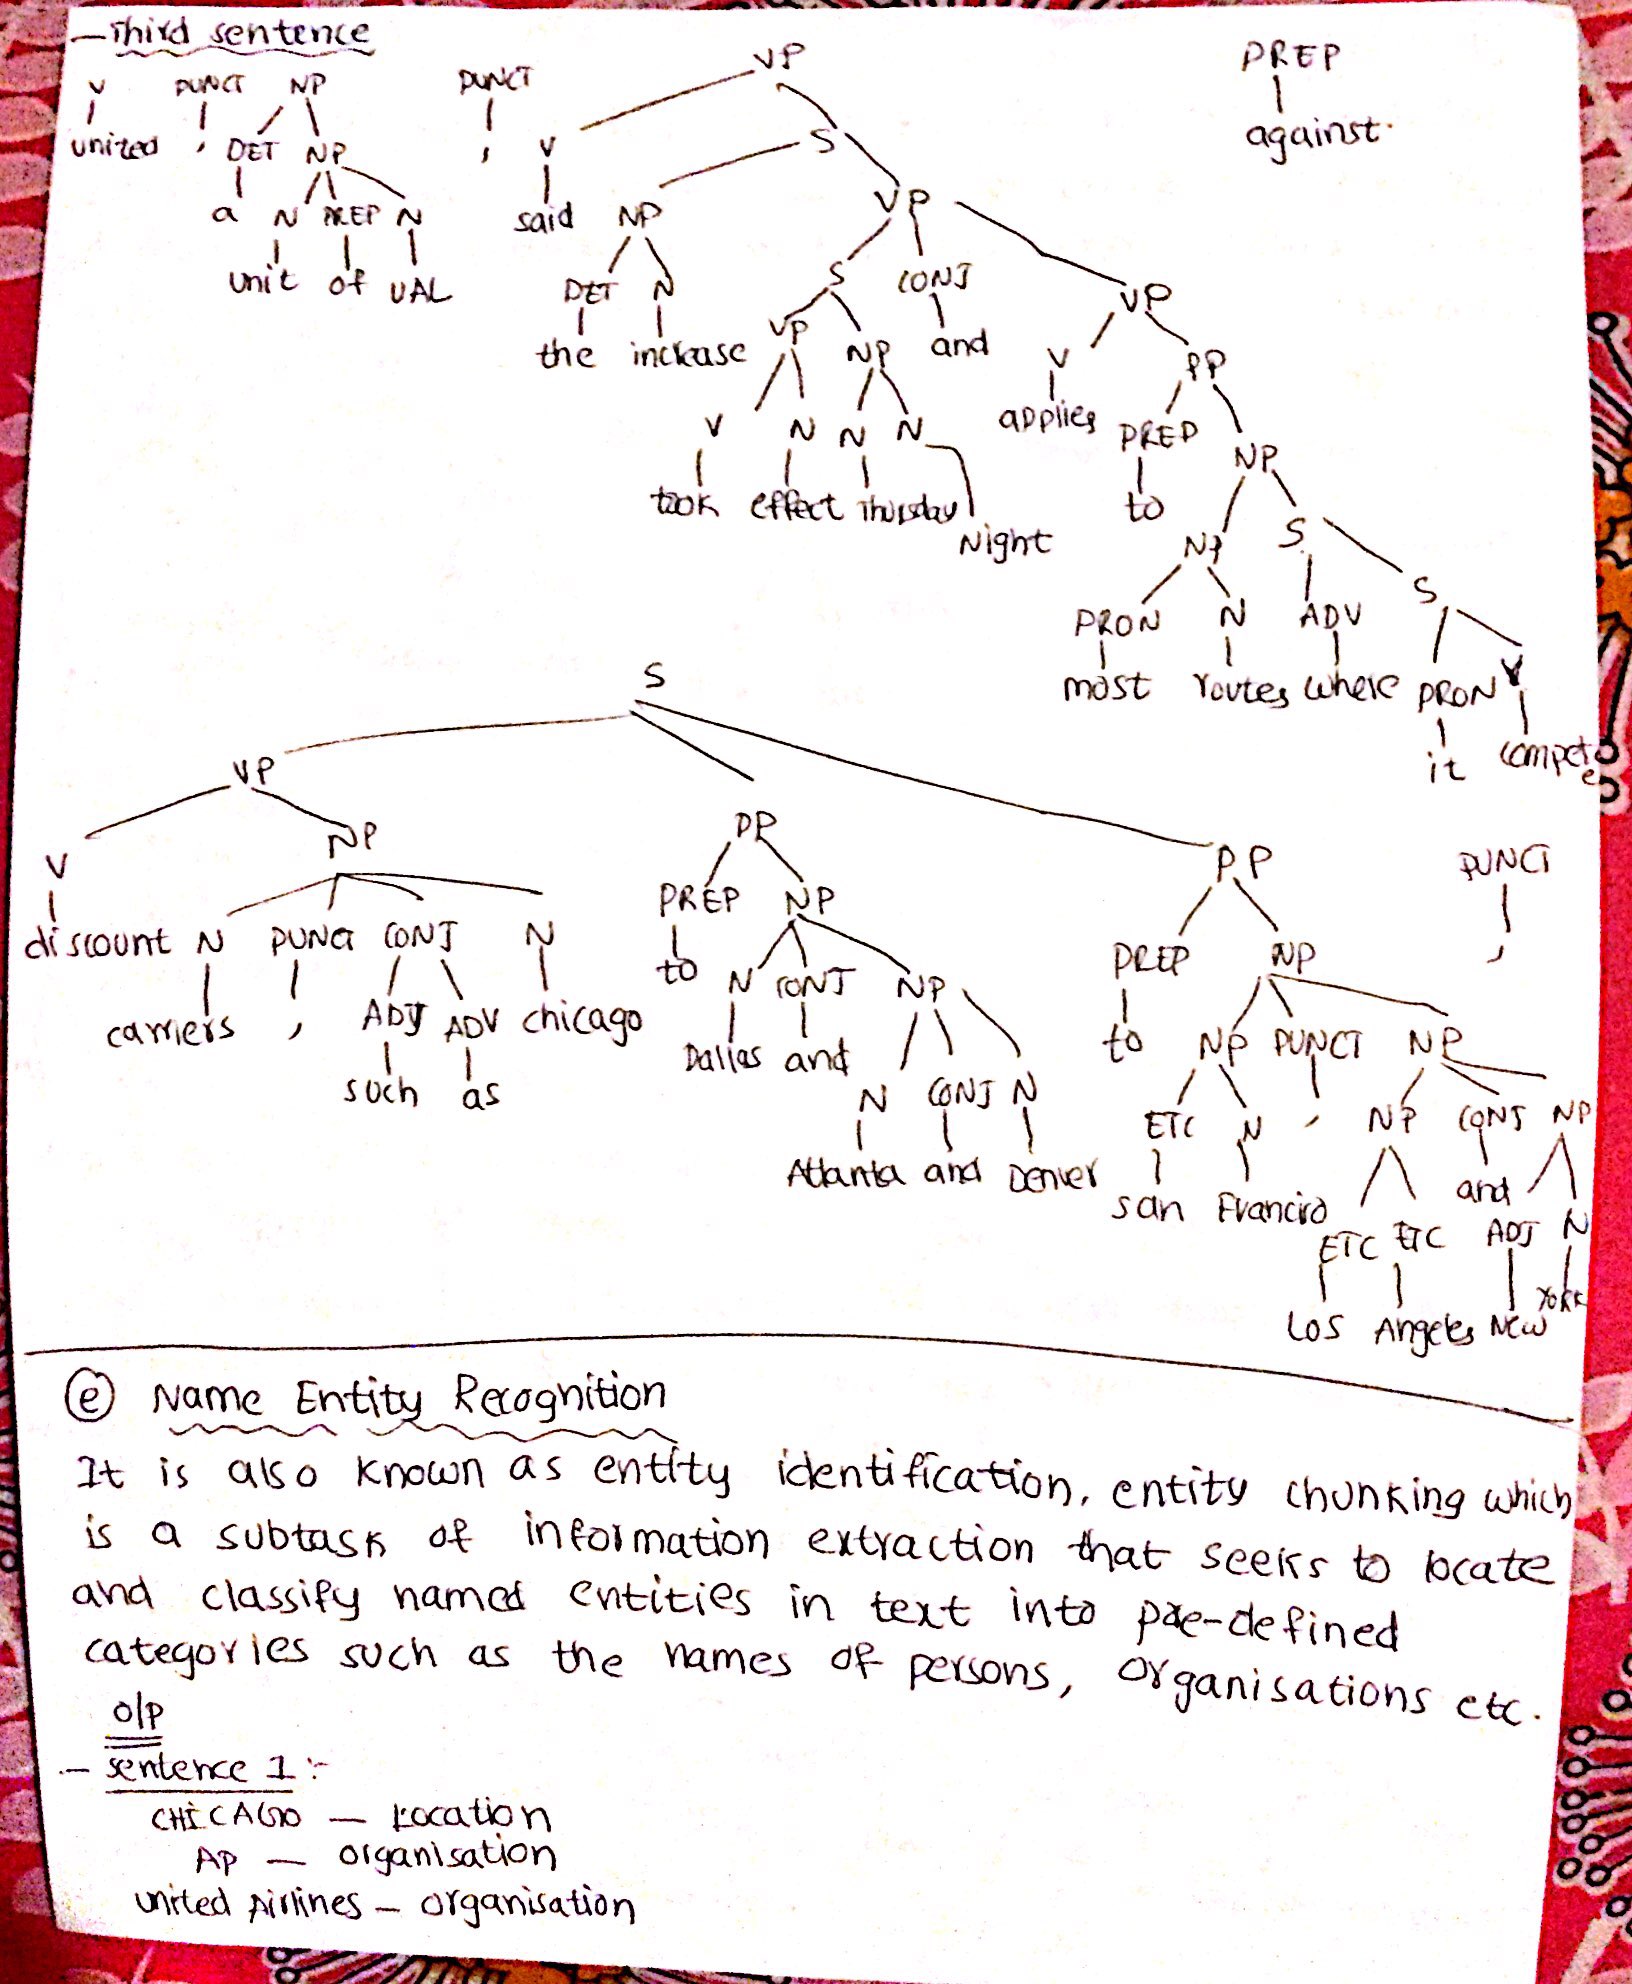 - Third sentence
V PUNCT NP PUNCT VP PREP
united , DET NP , V S against.
a N PREP N said NP VP
unit of UAL DET N S CONJ VP
the increase VP NP and V PP
V N N N applies PREP NP
took effect Thursday to
Night NP S
PRON N ADV S
most routes where PRON V
it compete
S
VP
V NP PP PP PUNCT
discount N PUNCT CONJ N PREP NP PREP NP ,
carriers , ADJ ADV chicago to N CONJ NP to NP PUNCT NP
such as Dallas and N CONJ N ETC N , NP CONJ NP
Atlanta and Denver san Francisco and
ETC ETC ADJ N
Los Angeles New York
(e) Name Entity Recognition
It is also known as entity identification, entity chunking which
is a subtask of information extraction that seeks to locate
and classify named entities in text into pre-defined
categories such as the names of persons, organisations etc.
o/p
- sentence 1 :-
CHICAGO - Location
AP - organisation
united Airlines - organisation